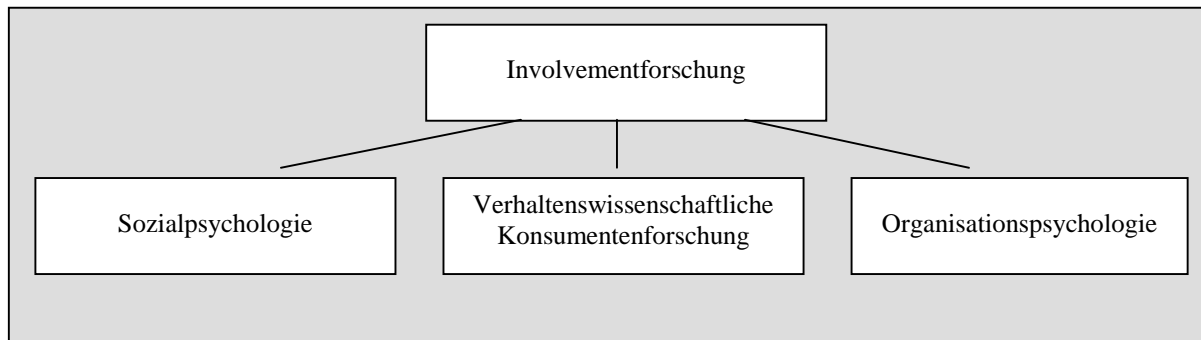 Involvementforschung
Sozialpsychologie
Verhaltenswissenschaftliche
Konsumentenforschung
Organisationspsychologie